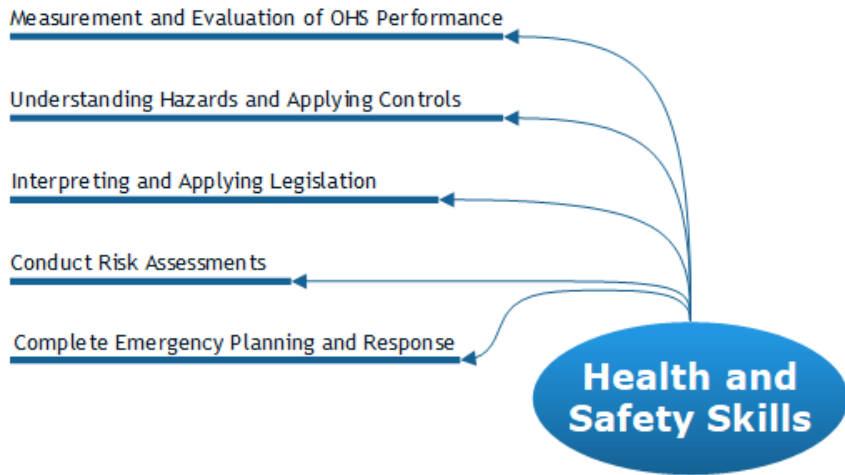 Measurement and Evaluation of OHS Performance
Understanding Hazards and Applying Controls
Interpreting and Applying Legislation
Conduct Risk Assessments
Complete Emergency Planning and Response
Health and
Safety Skills